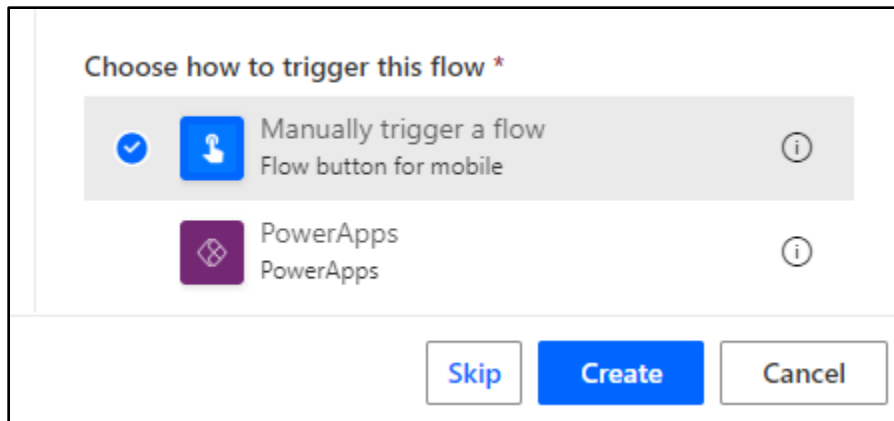 Choose how to trigger this flow *
Manually trigger a flow
Flow button for mobile
PowerApps
PowerApps
Skip
Create
Cancel